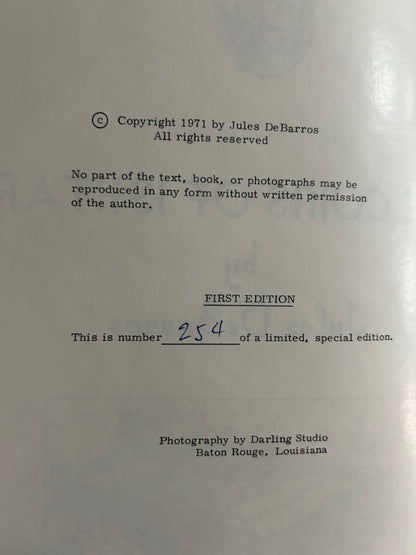 © Copyright 1971 by Jules DeBarros
All rights reserved
No part of the text, book, or photographs may be
reproduced in any form without written permission
of the author.
FIRST EDITION
This is number 254 of a limited, special edition.
Photography by Darling Studio
Baton Rouge, Louisiana